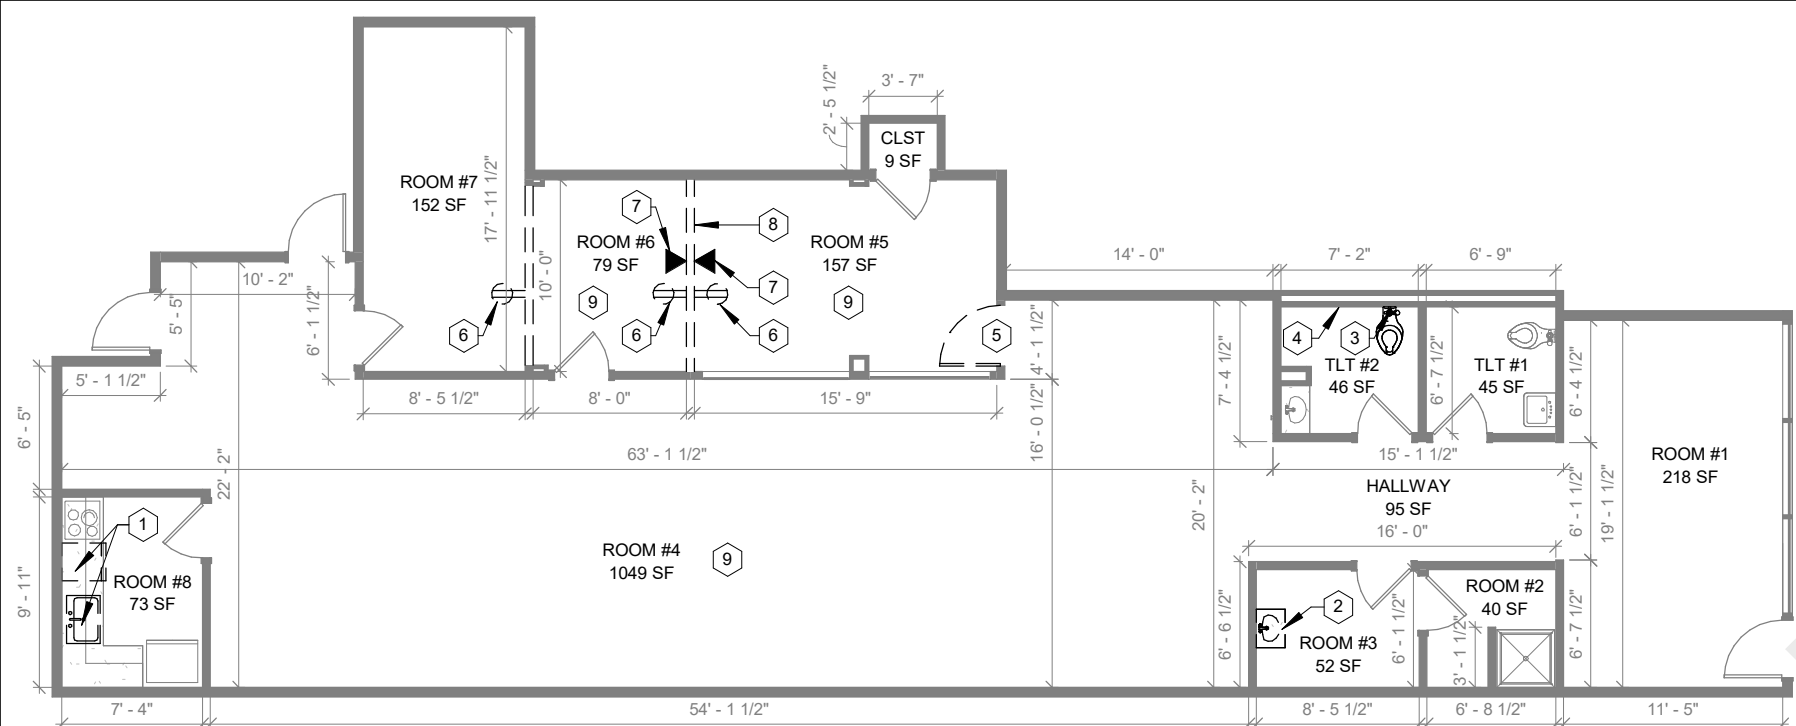 3' - 7"
2' - 5 1/2"
CLST
9 SF
ROOM #7
152 SF
17' - 11 1/2"
7
8
ROOM #6
79 SF
ROOM #5
157 SF
10' - 0"
7
9
9
6
6
6
5
14' - 0"
7' - 2"
6' - 9"
10' - 2"
5' - 5"
6' - 1 1/2"
4' - 1 1/2"
4
3
TLT #2
46 SF
TLT #1
45 SF
7' - 4 1/2"
6' - 7 1/2"
6' - 4 1/2"
5' - 1 1/2"
8' - 5 1/2"
8' - 0"
15' - 9"
6' - 5"
16' - 0 1/2"
63' - 1 1/2"
15' - 1 1/2"
22' - 2"
ROOM #1
218 SF
HALLWAY
95 SF
16' - 0"
20' - 2"
6' - 1 1/2"
19' - 1 1/2"
1
ROOM #4
1049 SF
9
ROOM #8
73 SF
9' - 11"
2
ROOM #2
40 SF
ROOM #3
52 SF
6' - 6 1/2"
6' - 1 1/2"
3' - 1 1/2"
6' - 7 1/2"
7' - 4"
54' - 1 1/2"
8' - 5 1/2"
6' - 8 1/2"
11' - 5"